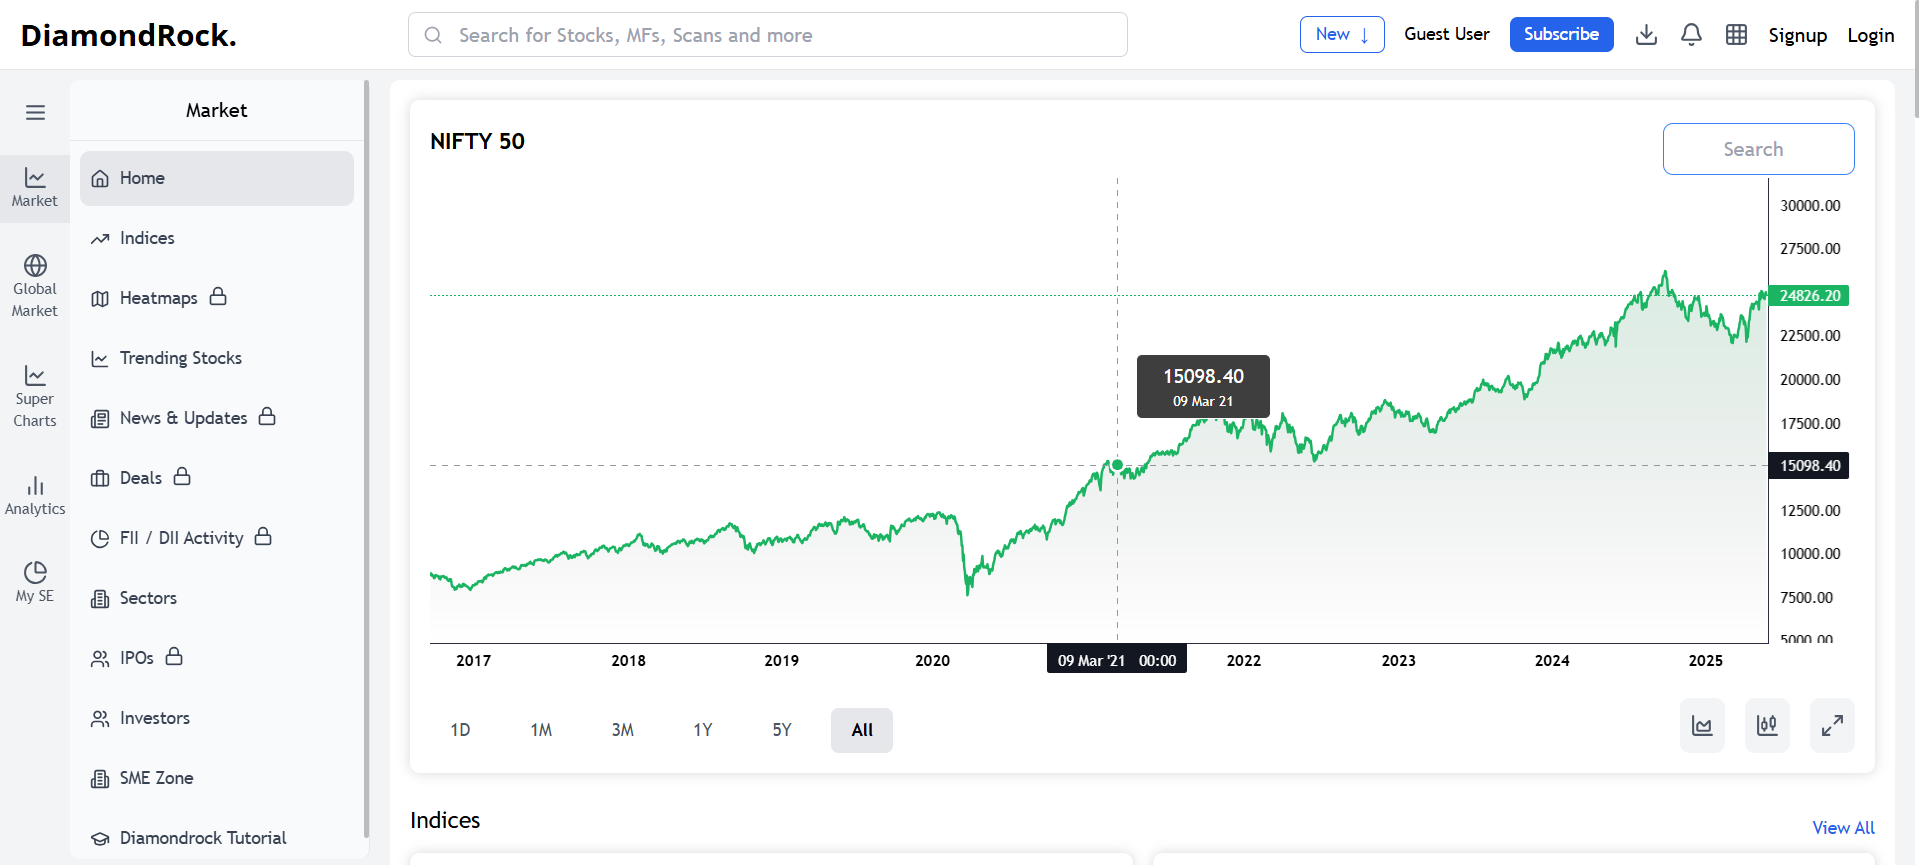 DiamondRock.
Search for Stocks, MFs, Scans and more
New ↓
Guest User
Subscribe
Signup
Login
Market
Global
Market
Super
Charts
Analytics
My SE
Market
Home
Indices
Heatmaps
Trending Stocks
News & Updates
Deals
FII / DII Activity
Sectors
IPOs
Investors
SME Zone
Diamondrock Tutorial
NIFTY 50
Search
30000.00
27500.00
24826.20
22500.00
20000.00
17500.00
15098.40
12500.00
10000.00
7500.00
5000.00
15098.40
09 Mar 21
2017
2018
2019
2020
09 Mar '21 00:00
2022
2023
2024
2025
1D
1M
3M
1Y
5Y
All
Indices
View All